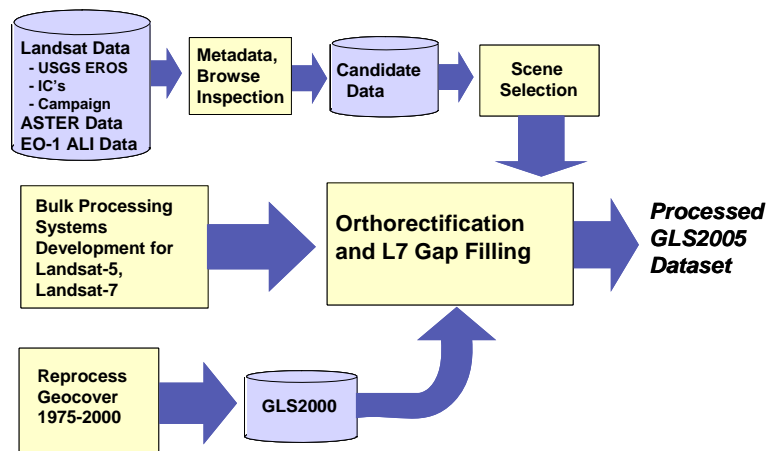 Landsat Data
- USGS EROS
- IC's
- Campaign
ASTER Data
EO-1 ALI Data
Metadata,
Browse
Inspection
Candidate
Data
Scene
Selection
Bulk Processing
Systems
Development for
Landsat-5,
Landsat-7
Orthorectification
and L7 Gap Filling
Processed
GLS2005
Dataset
Reprocess
Geocover
1975-2000
GLS2000